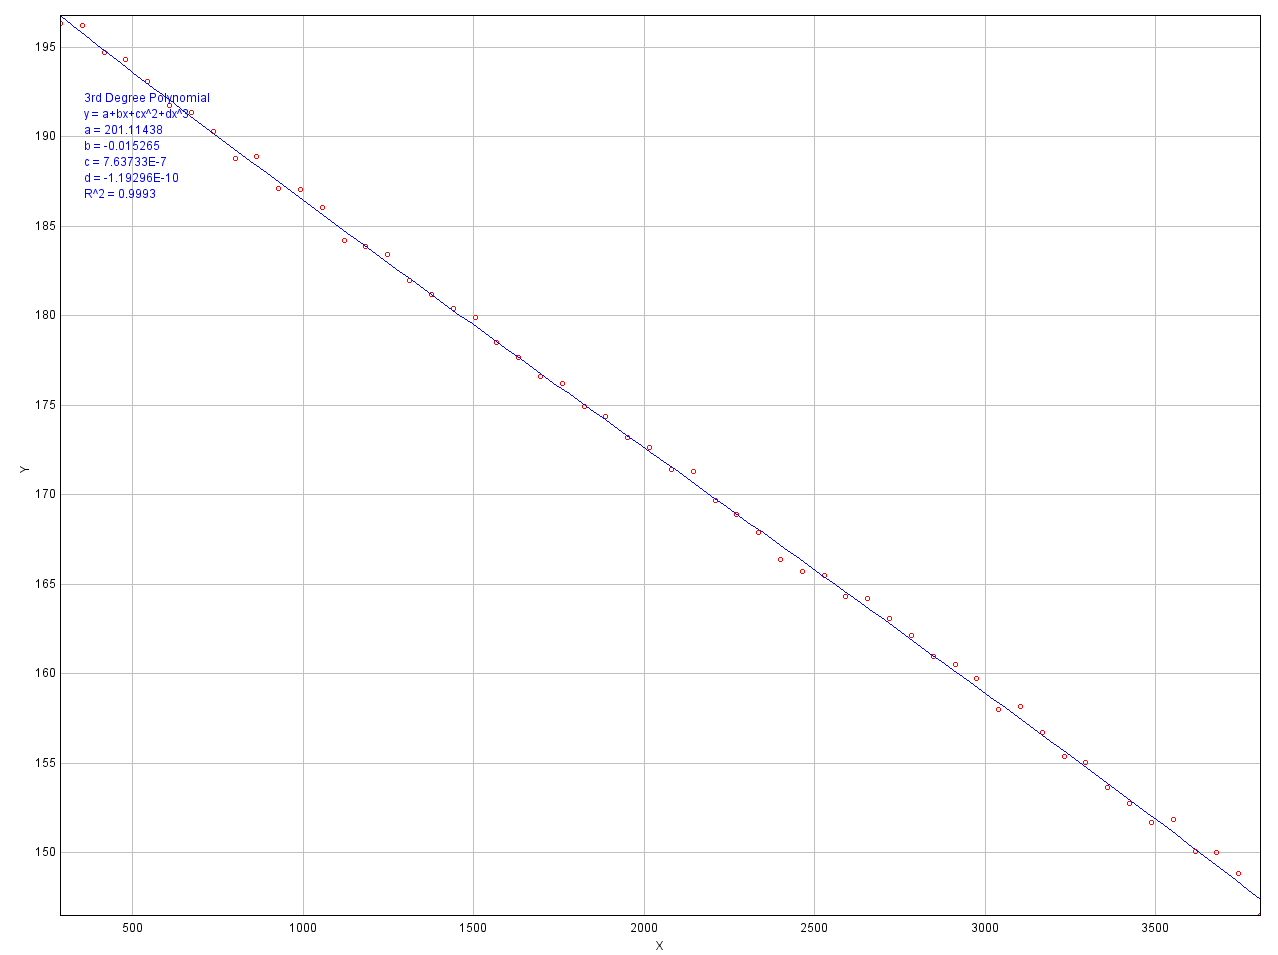 195
3rd Degree Polynomial
y = a+bx+cx^2+dx^3
190
a = 201.11438
b = -0.015265
c = 7.63733E-7
d = -1.19296E-10
R^2 = 0.9993
185
180
175
170
Y
165
160
155
150
500 1000 1500 2000 2500 3000 3500
X